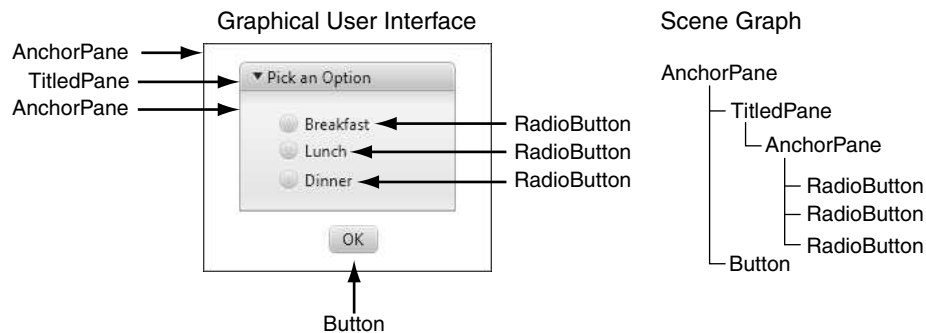 Graphical User Interface
AnchorPane
TitledPane
AnchorPane
Pick an Option
Breakfast
Lunch
Dinner
OK
RadioButton
RadioButton
RadioButton
Button
Scene Graph
AnchorPane
TitledPane
AnchorPane
RadioButton
RadioButton
RadioButton
Button